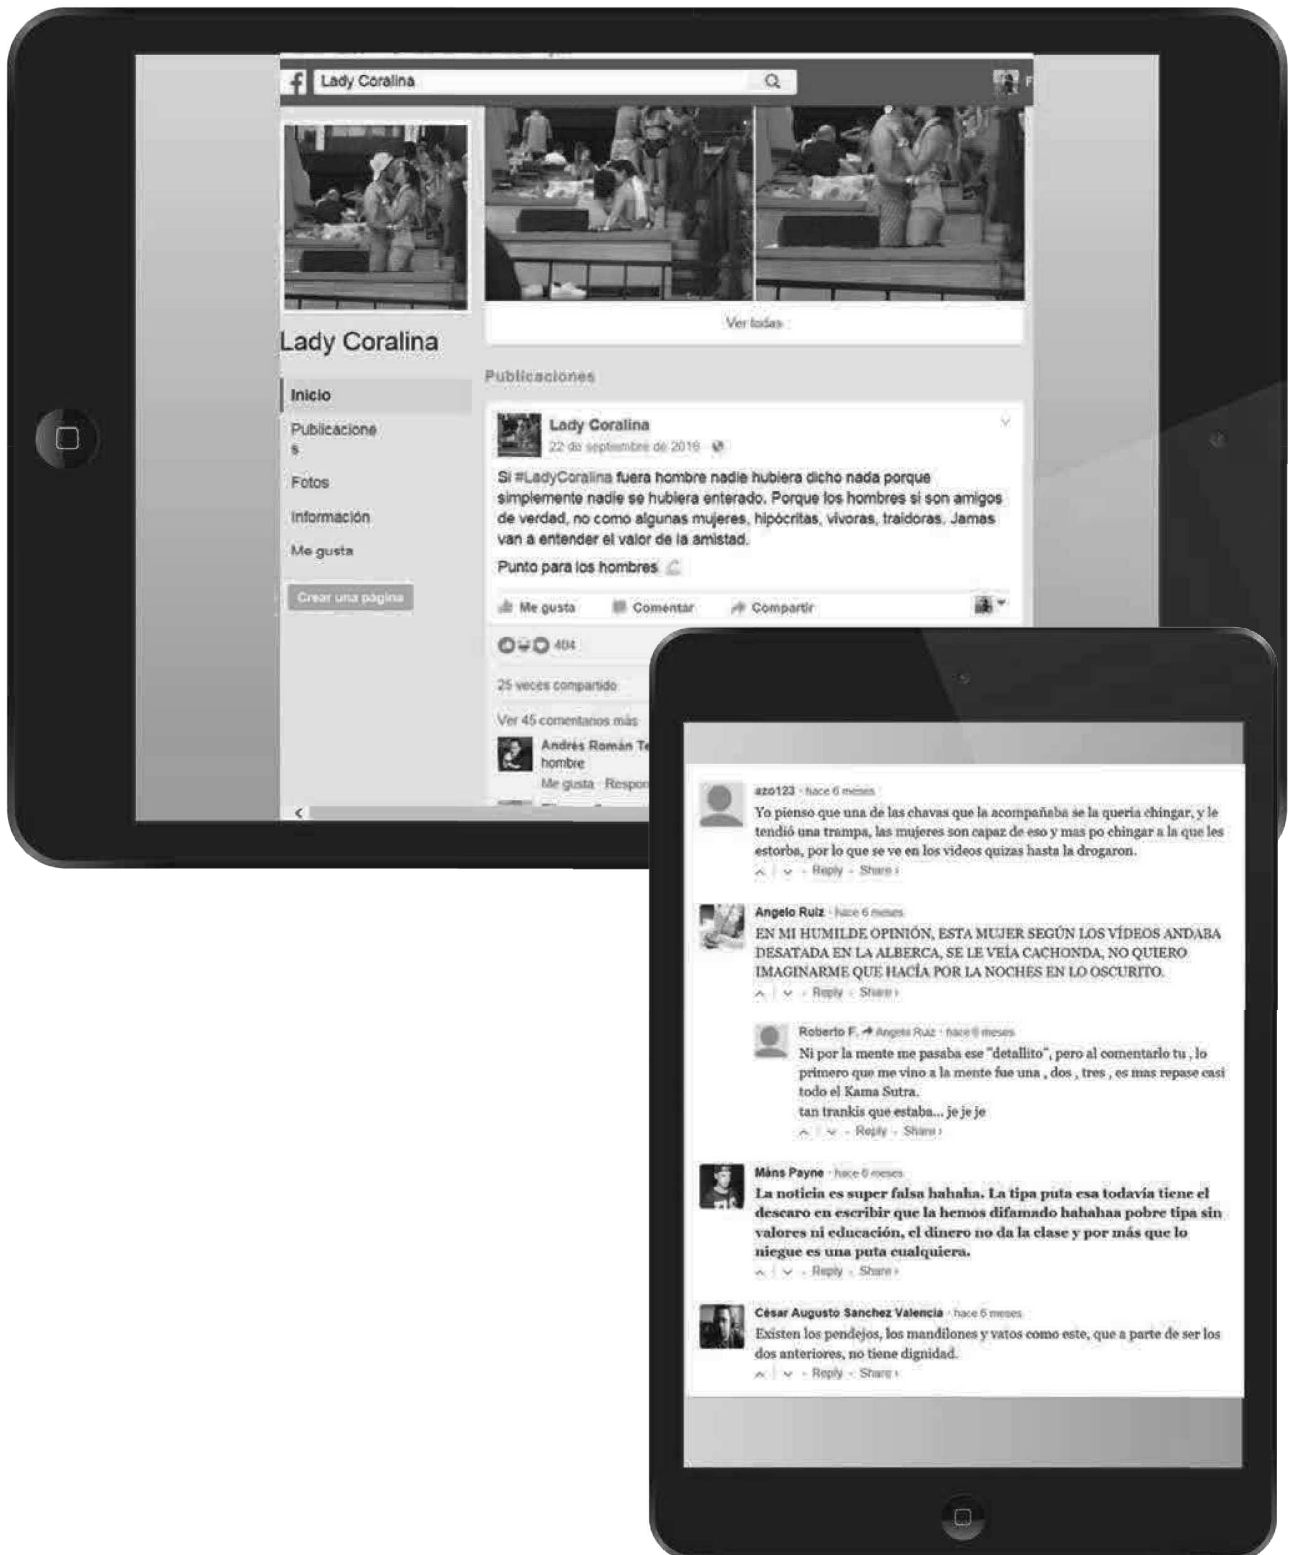 f
Lady Coralina
F
Lady Coralina
Inicio
Publicacione
s
Fotos
Información
Me gusta
Crear una página
Ver todas
Publicaciones
Lady Coralina
22 de septiembre de 2016
Si #LadyCoralina fuera hombre nadie hubiera dicho nada porque
simplemente nadie se hubiera enterado. Porque los hombres si son amigos
de verdad, no como algunas mujeres, hipócritas, vivoras, traidoras. Jamas
van a entender el valor de la amistad.
Punto para los hombres
Me gusta Comentar Compartir
404
25 veces compartido
Ver 45 comentarios más
Andrés Román Te
hombre
Me gusta · Respon
azo123 · hace 6 meses
Yo pienso que una de las chavas que la acompañaba se la queria chingar, y le
tendió una trampa, las mujeres son capaz de eso y mas po chingar a la que les
estorba, por lo que se ve en los videos quizas hasta la drogaron.
Reply · Share ›
Angelo Ruiz · hace 6 meses
EN MI HUMILDE OPINIÓN, ESTA MUJER SEGÚN LOS VÍDEOS ANDABA
DESATADA EN LA ALBERCA, SE LE VEÍA CACHONDA, NO QUIERO
IMAGINARME QUE HACÍA POR LA NOCHES EN LO OSCURITO.
Reply · Share ›
Roberto F. → Angelo Ruiz · hace 6 meses
Ni por la mente me pasaba ese "detallito", pero al comentarlo tu , lo
primero que me vino a la mente fue una , dos , tres , es mas repase casi
todo el Kama Sutra.
tan trankis que estaba... je je je
Reply · Share ›
Måns Payne · hace 6 meses
La noticia es super falsa hahaha. La tipa puta esa todavía tiene el
descaro en escribir que la hemos difamado hahahaa pobre tipa sin
valores ni educación, el dinero no da la clase y por más que lo
niegue es una puta cualquiera.
Reply · Share ›
César Augusto Sanchez Valencia · hace 6 meses
Existen los pendejos, los mandilones y vatos como este, que a parte de ser los
dos anteriores, no tiene dignidad.
Reply · Share ›